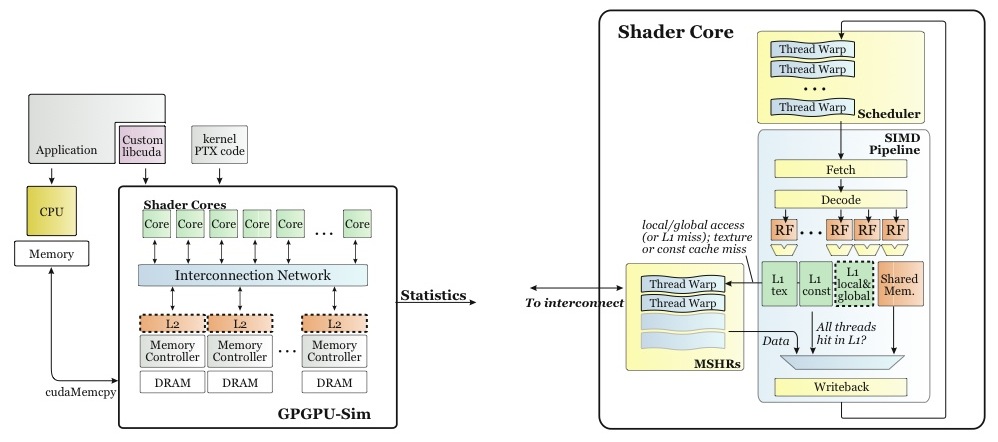 Application
Custom
libcuda
kernel
PTX code
CPU
Memory
cudaMemcpy
Shader Cores
Core
Core
Core
Core
Core
...
Core
Interconnection Network
L2
L2
L2
Memory
Controller
Memory
Controller
...
Memory
Controller
DRAM
DRAM
DRAM
GPGPU-Sim
Statistics
Shader Core
Thread Warp
Thread Warp
...
Thread Warp
Scheduler
SIMD
Pipeline
Fetch
Decode
RF
...
RF
RF
RF
local/global access
(or L1 miss); texture
or const cache miss
L1
tex
L1
const
L1
local&
global
Shared
Mem.
To interconnect
Thread Warp
Thread Warp
MSHRs
Data
All threads
hit in L1?
Writeback